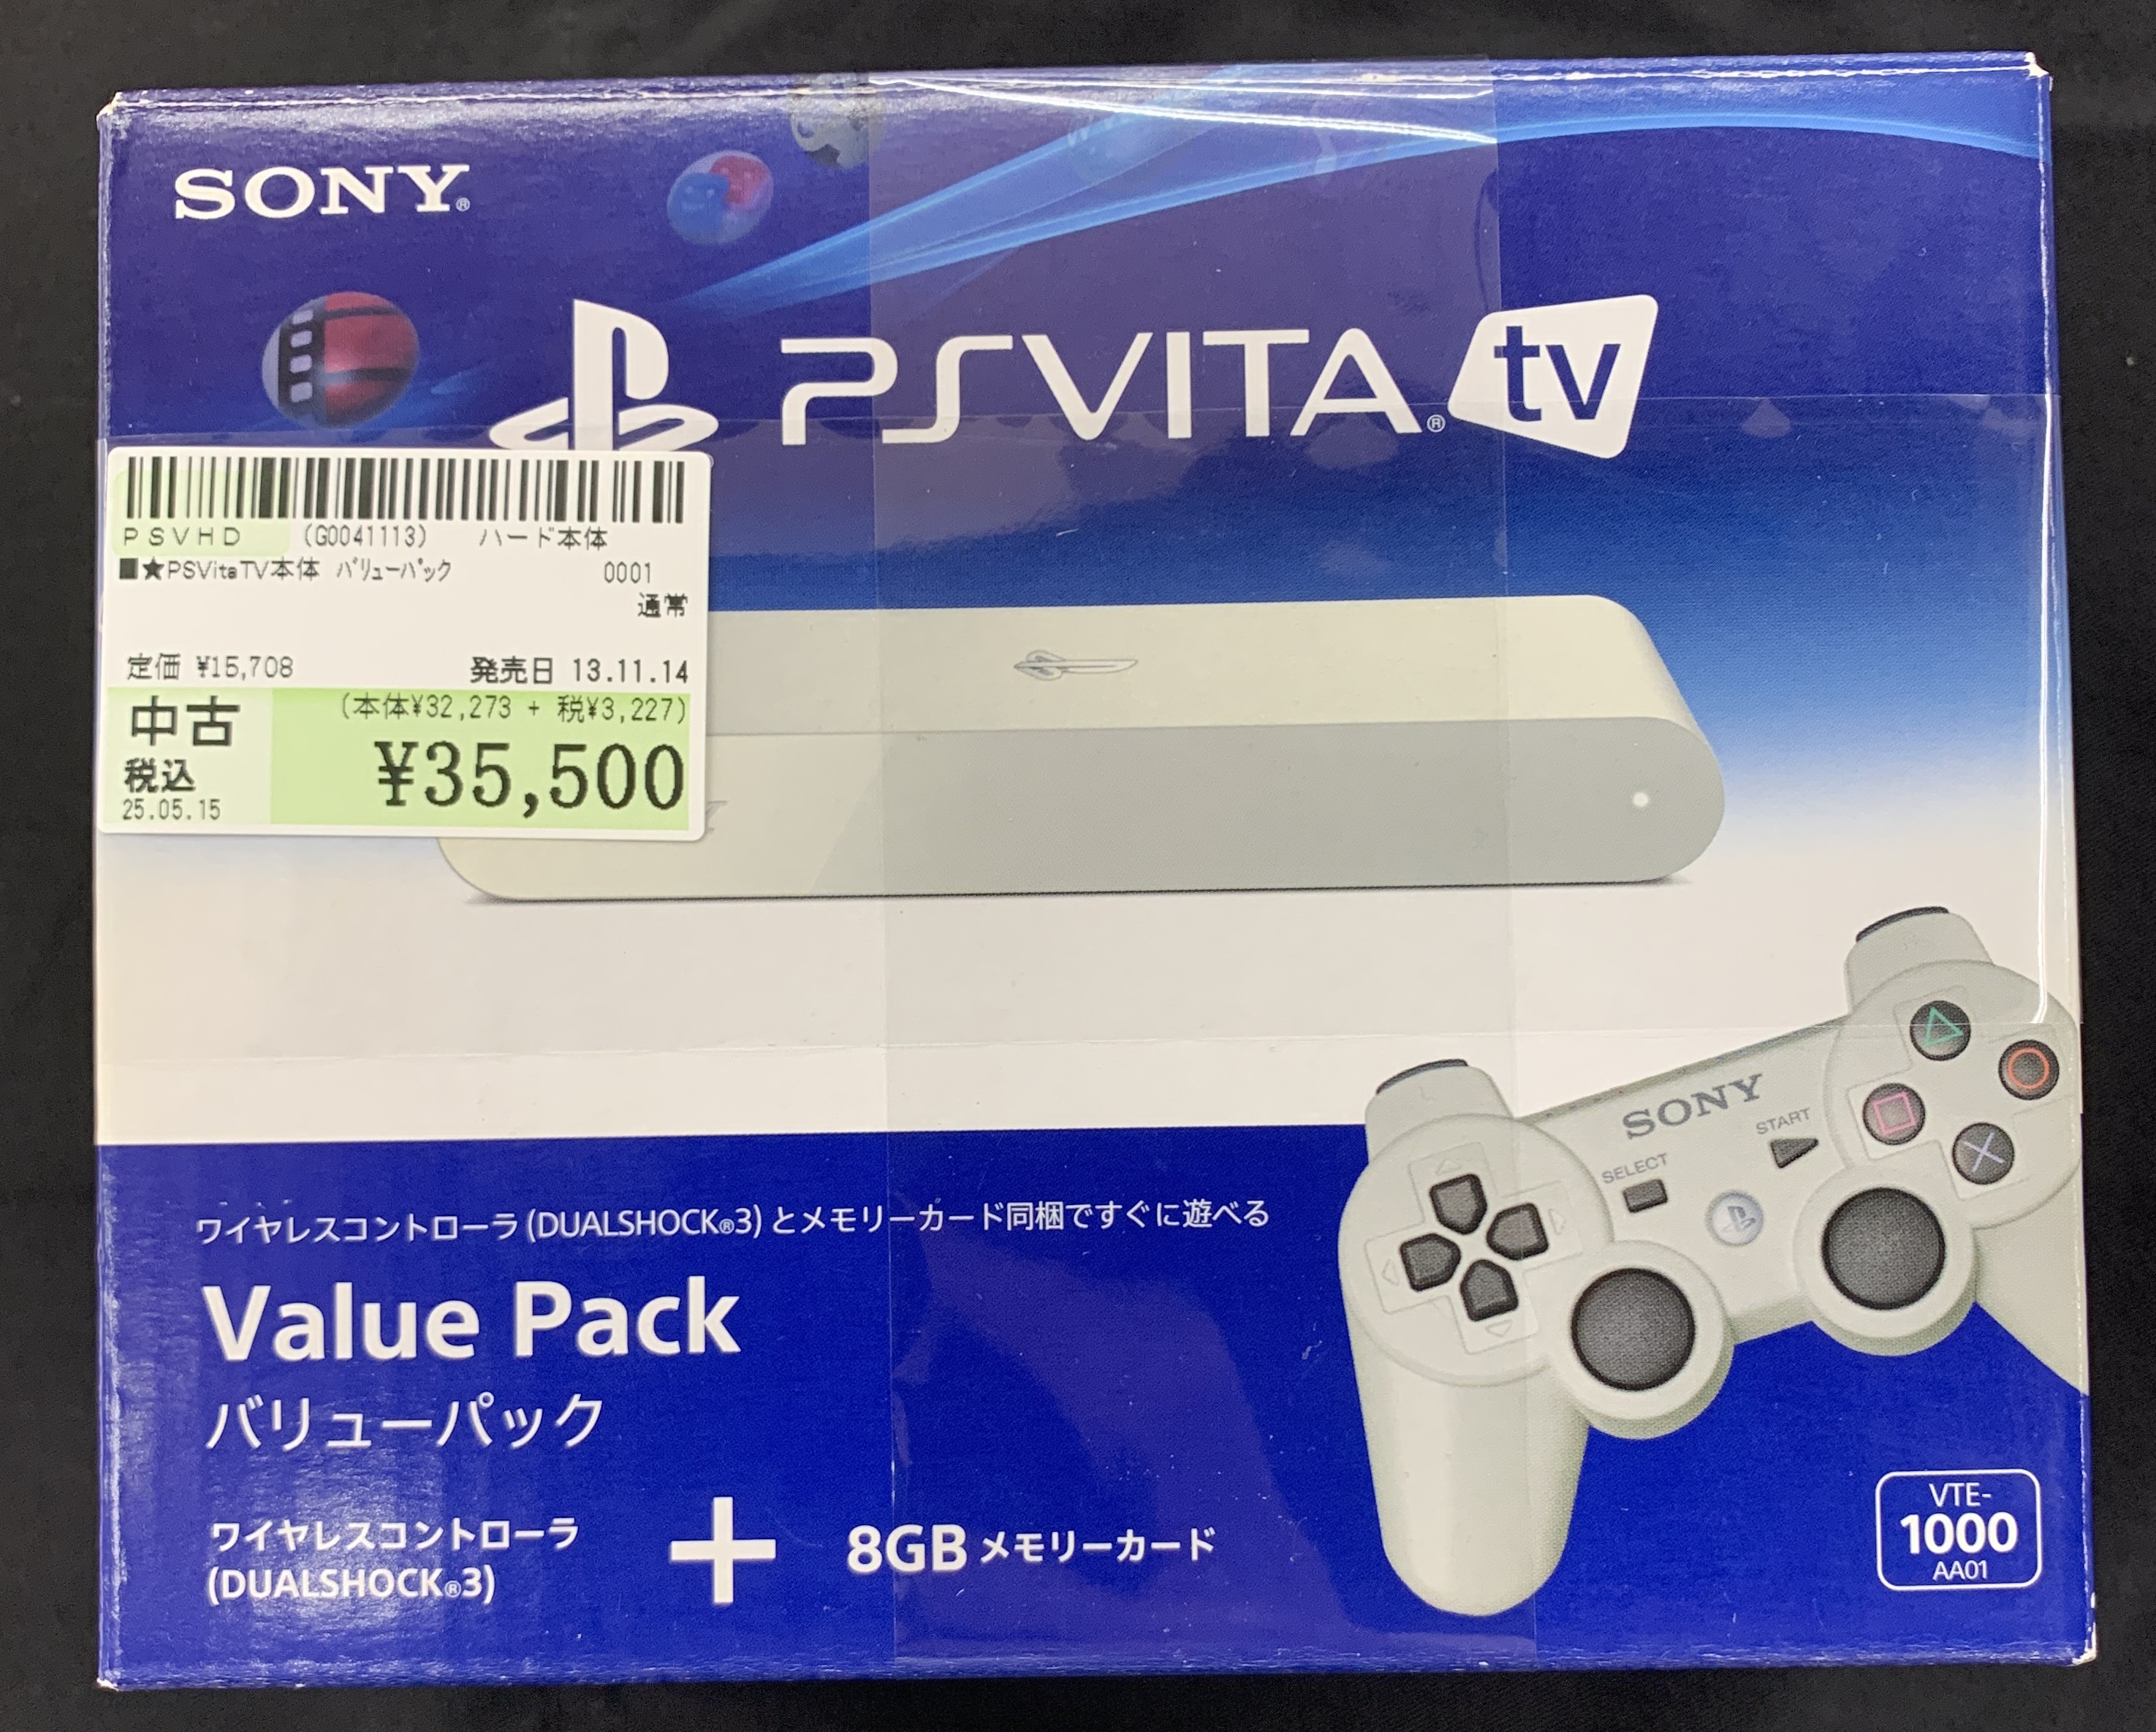 SONY®
PSVITA® tv
PSVHD (G0041113) ハード本体
■★PSVitaTV本体 バリューパック 0001
通常
定価 ¥15,708 発売日 13.11.14
中古 (本体¥32,273 + 税¥3,227)
税込 ¥35,500
25.05.15
SONY
SELECT
START
ワイヤレスコントローラ (DUALSHOCK®3) とメモリーカード同梱ですぐに遊べる
Value Pack
バリューパック
ワイヤレスコントローラ
(DUALSHOCK®3)
+
8GB メモリーカード
VTE-
1000
AA01